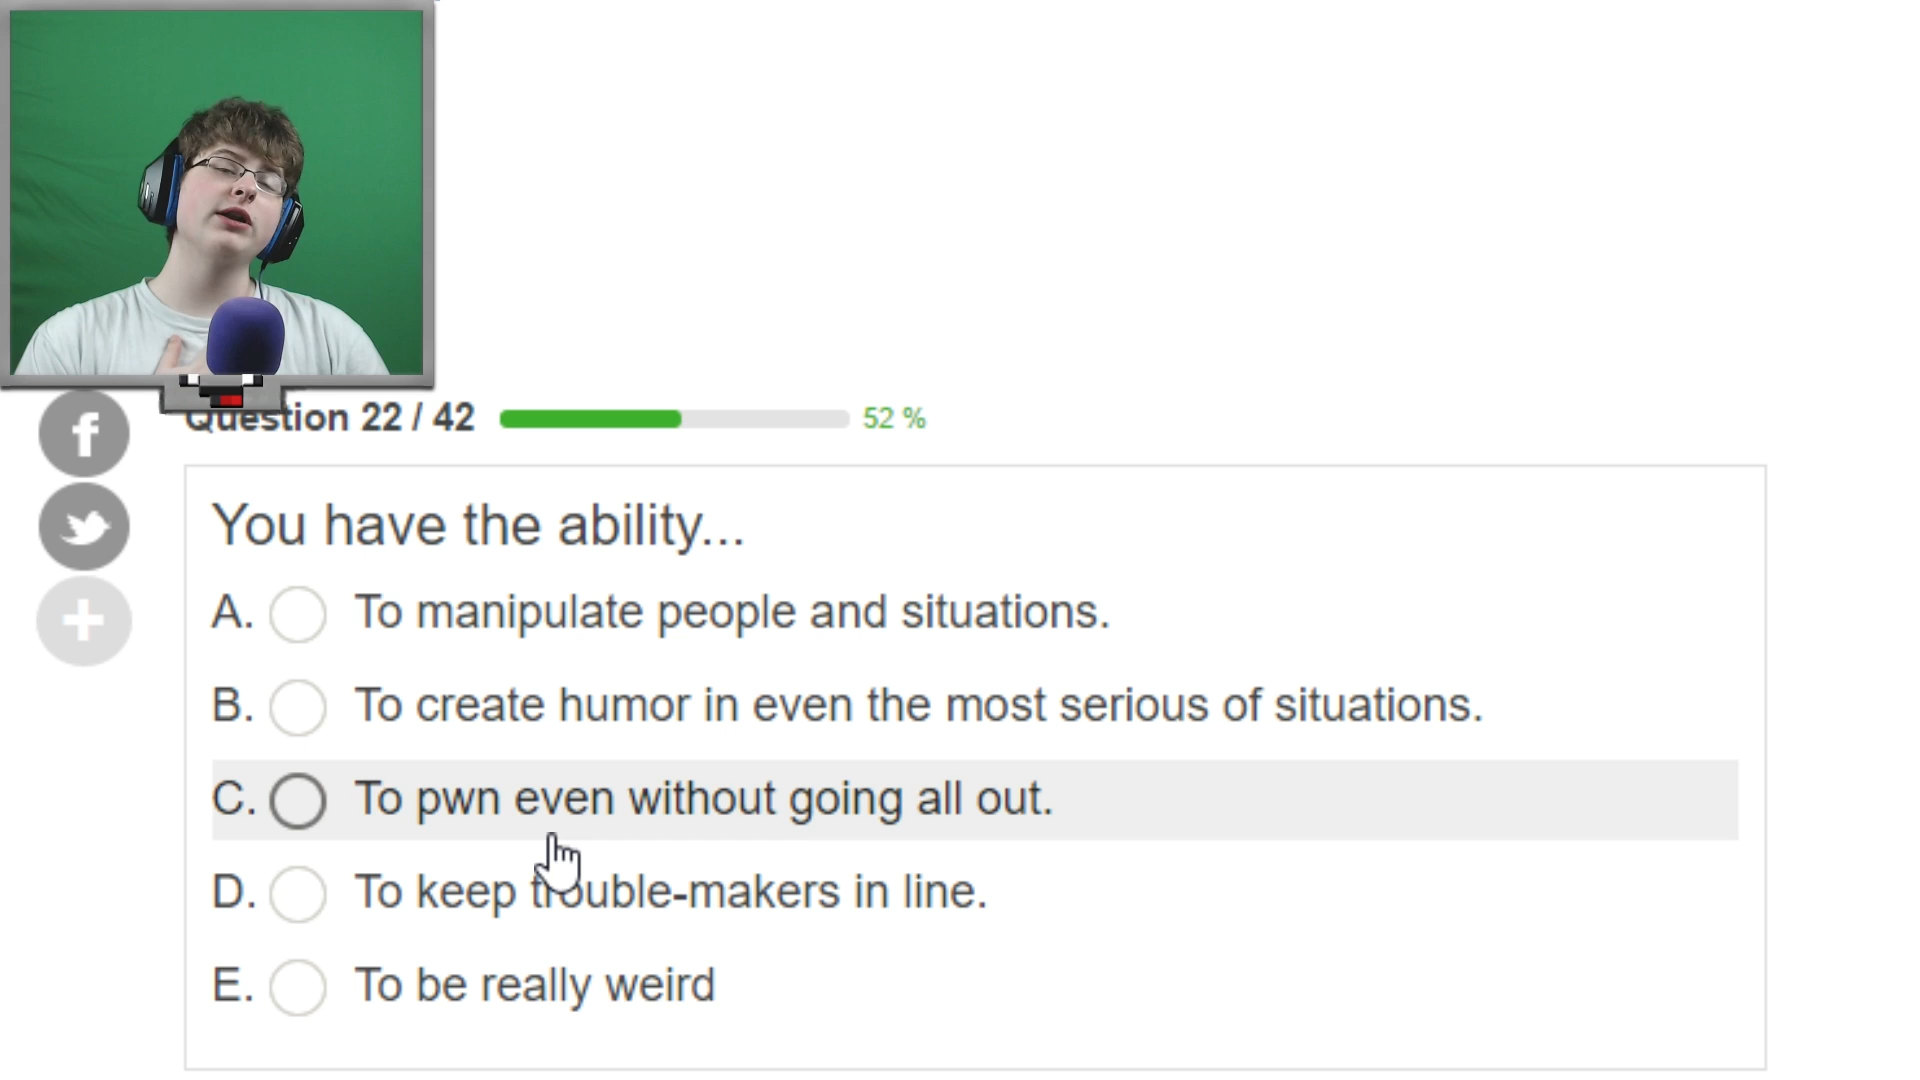 Question 22 / 42 52 %
You have the ability...
A. To manipulate people and situations.
B. To create humor in even the most serious of situations.
C. To pwn even without going all out.
D. To keep trouble-makers in line.
E. To be really weird